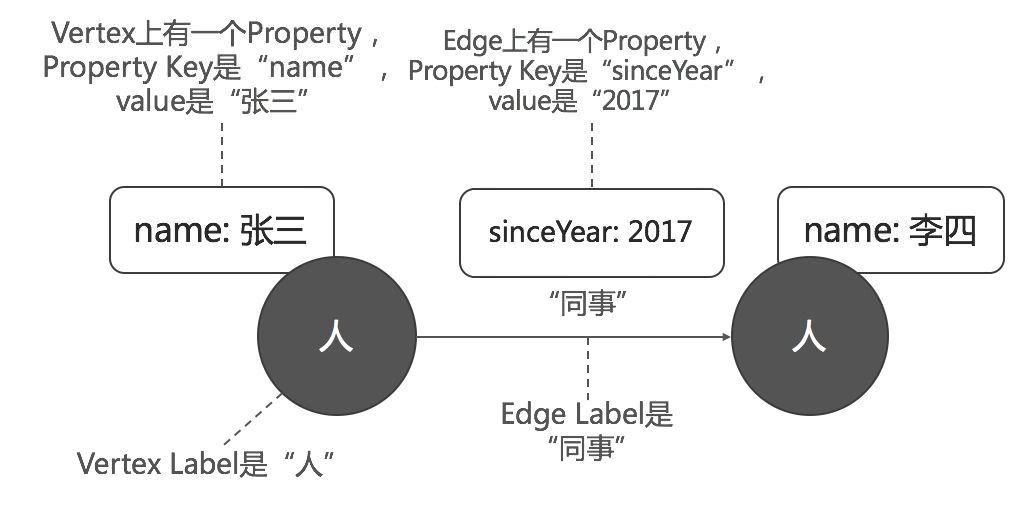 Vertex上有一个Property，
Property Key是“name”，
value是“张三”
Edge上有一个Property，
Property Key是“sinceYear”，
value是“2017”
name: 张三
sinceYear: 2017
name: 李四
“同事”
人
人
Edge Label是
“同事”
Vertex Label是“人”